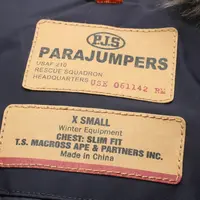 P.J.S
PARAJUMPERS
USAF 210
RESCUE SQUADRON
HEADQUARTERS USE 061142 RE
X SMALL
Winter Equipment
CHEST: SLIM FIT
T.S. MACROSS APE & PARTNERS INC.
Made in China